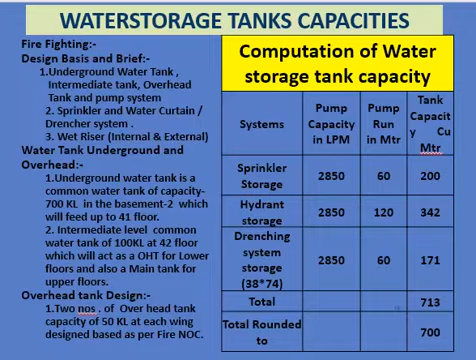 WATERSTORAGE TANKS CAPACITIES
Fire Fighting:-
Design Basis and Brief:-
1.Underground Water Tank ,
Intermediate tank, Overhead
Tank and pump system
2. Sprinkler and Water Curtain /
Drencher system .
3. Wet Riser (Internal & External)
Water Tank Underground and
Overhead:-
1.Underground water tank is a
common water tank of capacity-
700 KL in the basement-2 which
will feed up to 41 floor.
2. Intermediate level common
water tank of 100KL at 42 floor
which will act as a OHT for Lower
floors and also a Main tank for
upper floors.
Overhead tank Design:-
1.Two nos . of Over head tank
capacity of 50 KL at each wing
designed based as per Fire NOC.
Computation of Water
storage tank capacity
Systems
Pump
Capacity
in LPM
Pump
Run
in Mtr
Tank
Capacit
y Cu
Mtr
Sprinkler
Storage
2850
60
200
Hydrant
storage
2850
120
342
Drenching
system
storage
(38*74)
2850
60
171
Total
713
Total Rounded
to
700